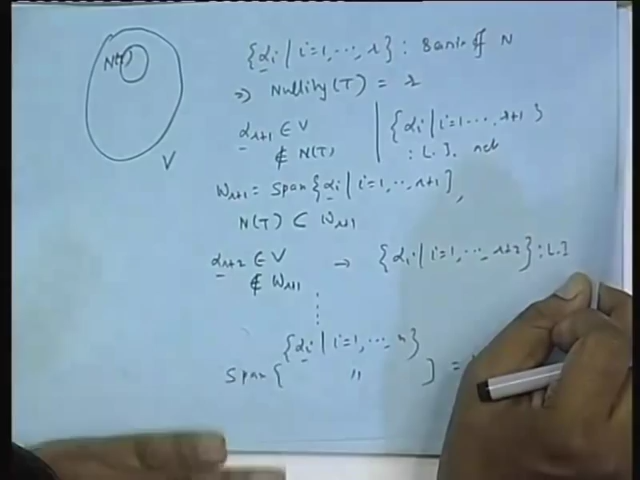 N(T)
V
{α_i | i=1, ..., r} : Basis of N
⇒ Nullity(T) = r
α_{r+1} ∈ V
∉ N(T)
{α_i | i=1 ... r+1}
: L.I. set
W_{r+1} = Span{α_i | i=1, .., r+1},
N(T) ⊂ W_{r+1}
α_{r+2} ∈ V
∉ W_{r+1}
→ {α_i | i=1, ..., r+2} : L.I
{α_i | i=1, ..., n}
Span{ " } =